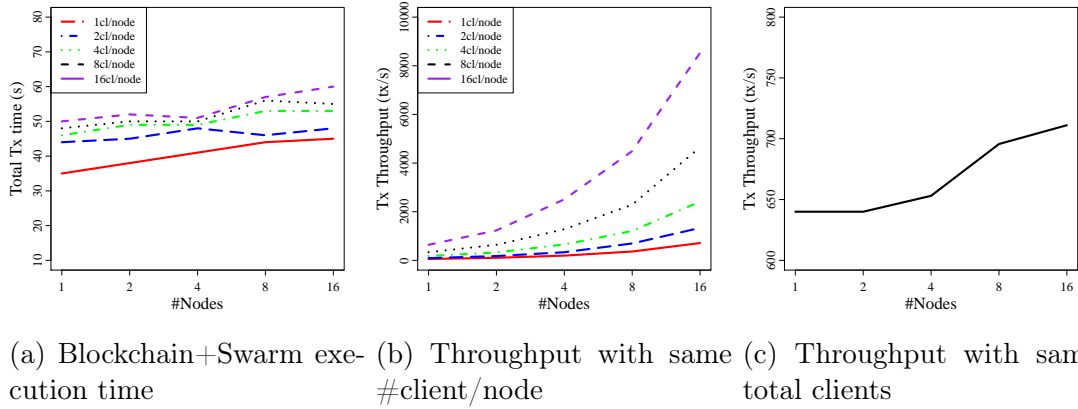 80
70
60
50
40
30
20
10
Total Tx time (s)
1cl/node
2cl/node
4cl/node
8cl/node
16cl/node
1 2 4 8 16
#Nodes
10000
8000
6000
4000
2000
0
Tx Throughput (tx/s)
1cl/node
2cl/node
4cl/node
8cl/node
16cl/node
1 2 4 8 16
#Nodes
800
750
700
650
600
Tx Throughput (tx/s)
1 2 4 8 16
#Nodes
(a) Blockchain+Swarm exe-
cution time
(b) Throughput with same
#client/node
(c) Throughput with sam
total clients